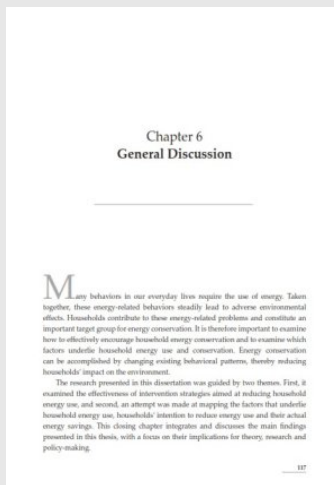 Chapter 6
General Discussion
Many behaviors in our everyday lives require the use of energy. Taken
together, these energy-related behaviors steadily lead to adverse environmental
effects. Households contribute to these energy-related problems and constitute an
important target group for energy conservation. It is therefore important to examine
how to effectively encourage household energy conservation and to examine which
factors underlie household energy use and conservation. Energy conservation
can be accomplished by changing existing behavioral patterns, thereby reducing
households' impact on the environment.
The research presented in this dissertation was guided by two themes. First, it
examined the effectiveness of intervention strategies aimed at reducing household
energy use, and second, an attempt was made at mapping the factors that underlie
household energy use, households' intention to reduce energy and their actual
energy savings. This closing chapter integrates and discusses the main findings
presented in this thesis, with a focus on their implications for theory, research and
policy-making.
117